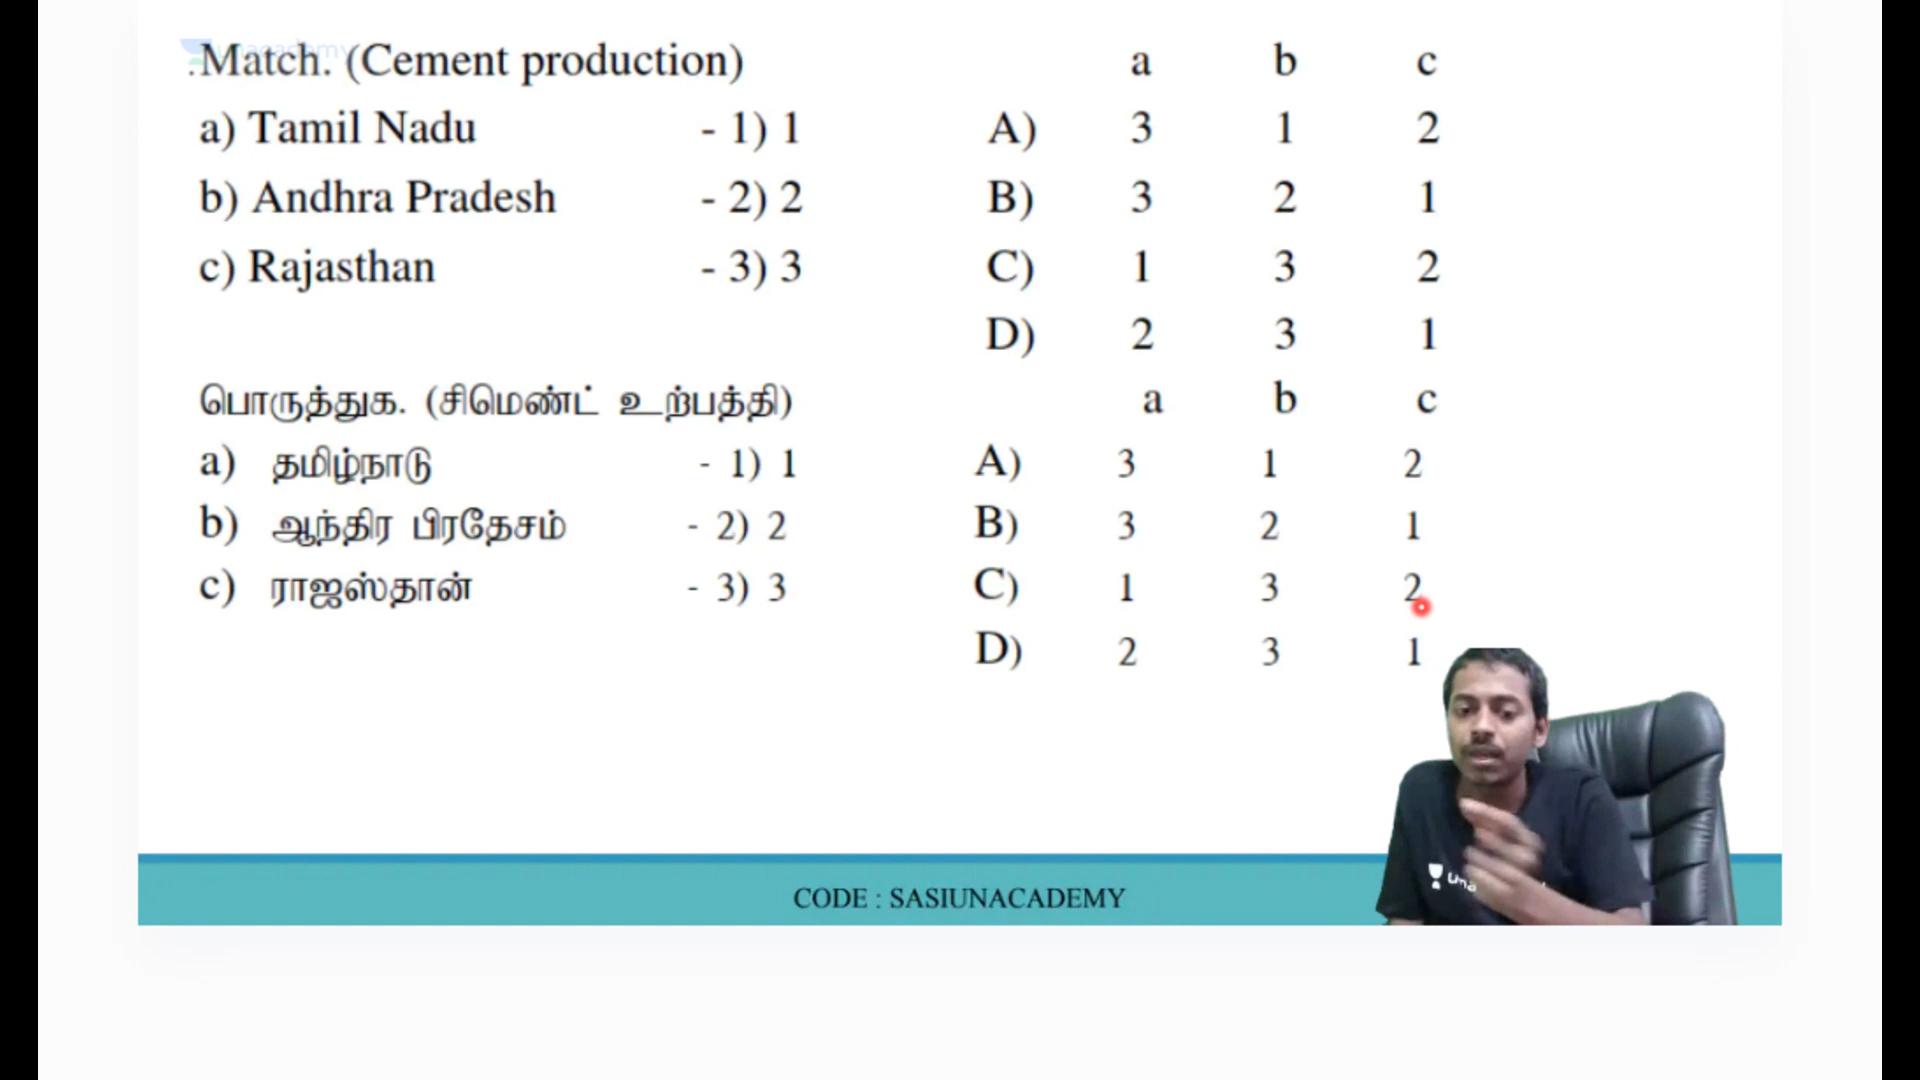 unacademy
.Match. (Cement production) a b c
a) Tamil Nadu - 1) 1 A) 3 1 2
b) Andhra Pradesh - 2) 2 B) 3 2 1
c) Rajasthan - 3) 3 C) 1 3 2
D) 2 3 1
பொருத்துக. (சிமெண்ட் உற்பத்தி) a b c
a) தமிழ்நாடு - 1) 1 A) 3 1 2
b) ஆந்திர பிரதேசம் - 2) 2 B) 3 2 1
c) ராஜஸ்தான் - 3) 3 C) 1 3 2
D) 2 3 1
CODE : SASIUNACADEMY